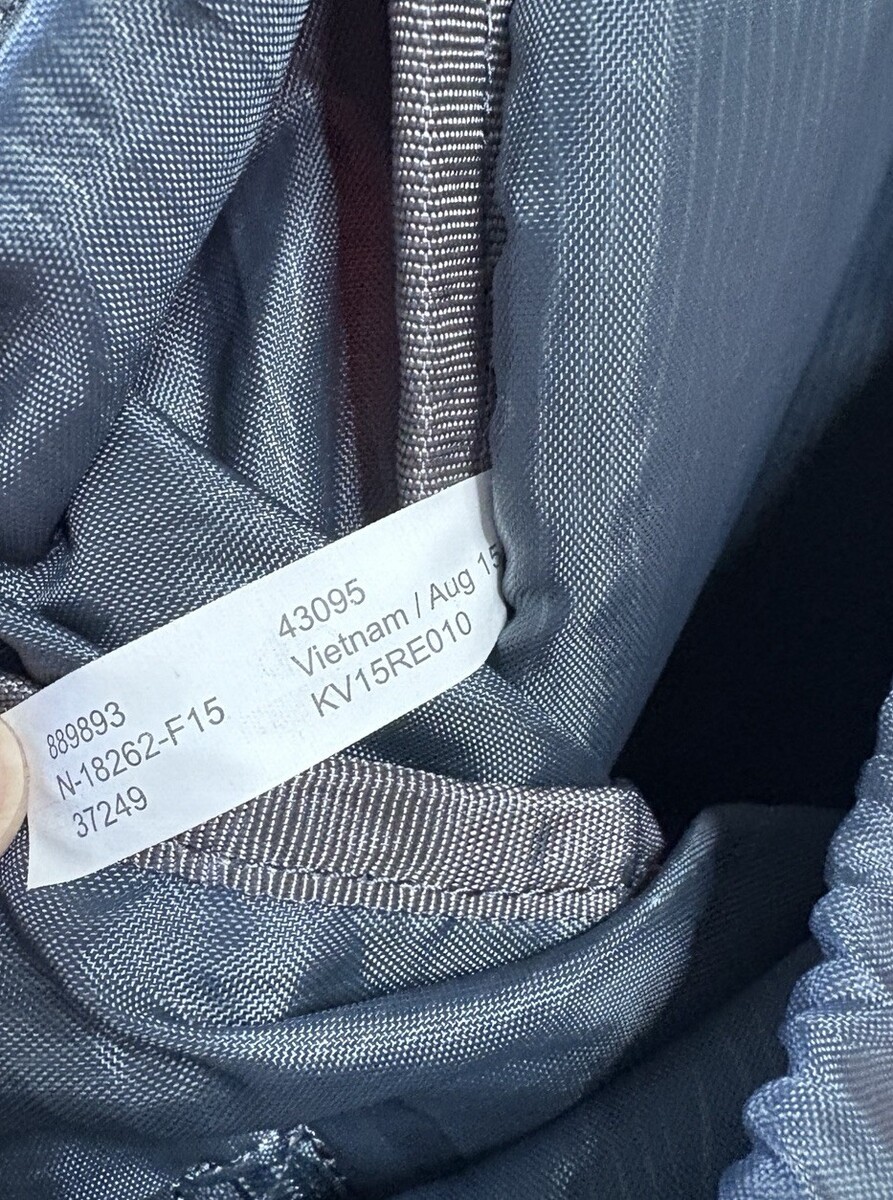 889893
N-18262-F15
37249
43095
Vietnam / Aug 15
KV15RE010